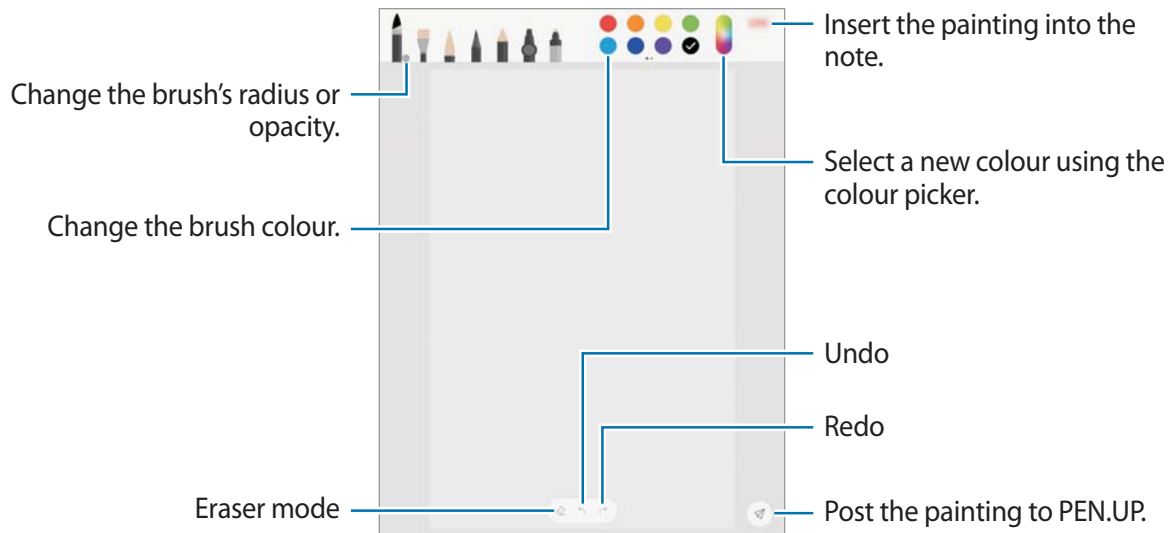 Insert the painting into the
note.
Change the brush's radius or
opacity.
Select a new colour using the
colour picker.
Change the brush colour.
Undo
Redo
Eraser mode
Post the painting to PEN.UP.